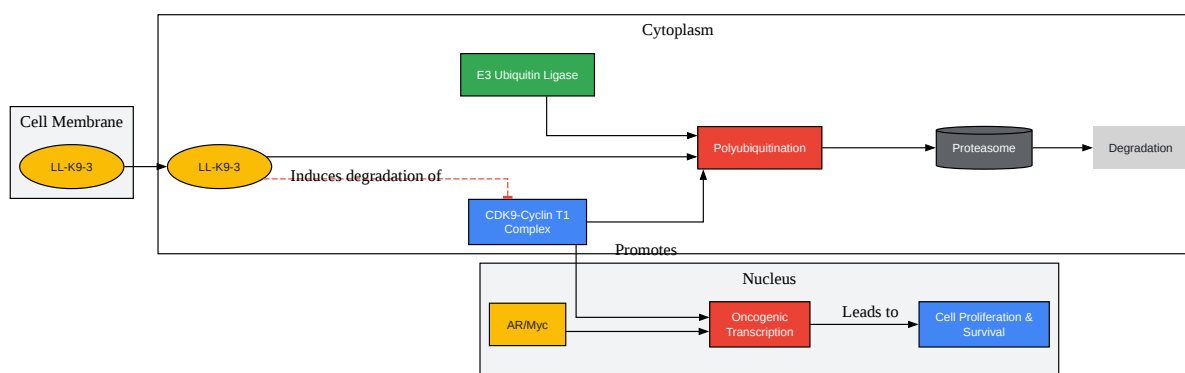 Cytoplasm
E3 Ubiquitin Ligase
Cell Membrane
LL-K9-3
LL-K9-3
Polyubiquitination
Proteasome
Degradation
Induces degradation of
CDK9-Cyclin T1
Complex
Promotes
Nucleus
AR/Myc
Oncogenic
Transcription
Leads to
Cell Proliferation &
Survival